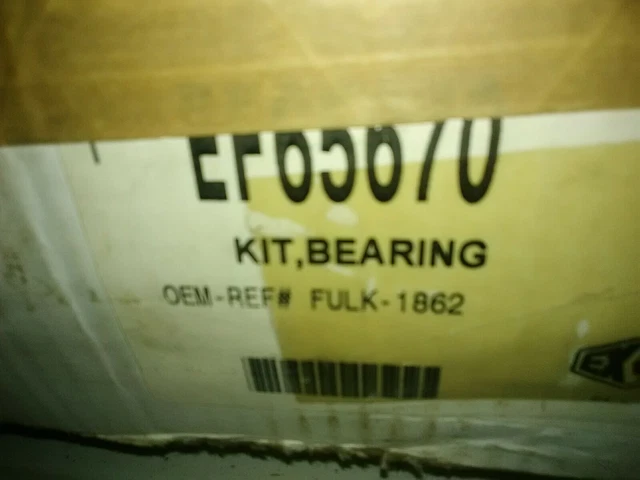 EF65670
KIT,BEARING
OEM-REF# FULK-1862